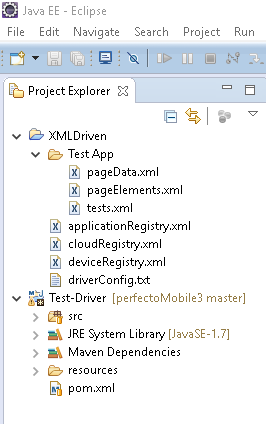 Java EE - Eclipse
File Edit Navigate Search Project Run
Project Explorer
XMLDriven
Test App
pageData.xml
pageElements.xml
tests.xml
applicationRegistry.xml
cloudRegistry.xml
deviceRegistry.xml
driverConfig.txt
Test-Driver [perfectoMobile3 master]
src
JRE System Library [JavaSE-1.7]
Maven Dependencies
resources
pom.xml